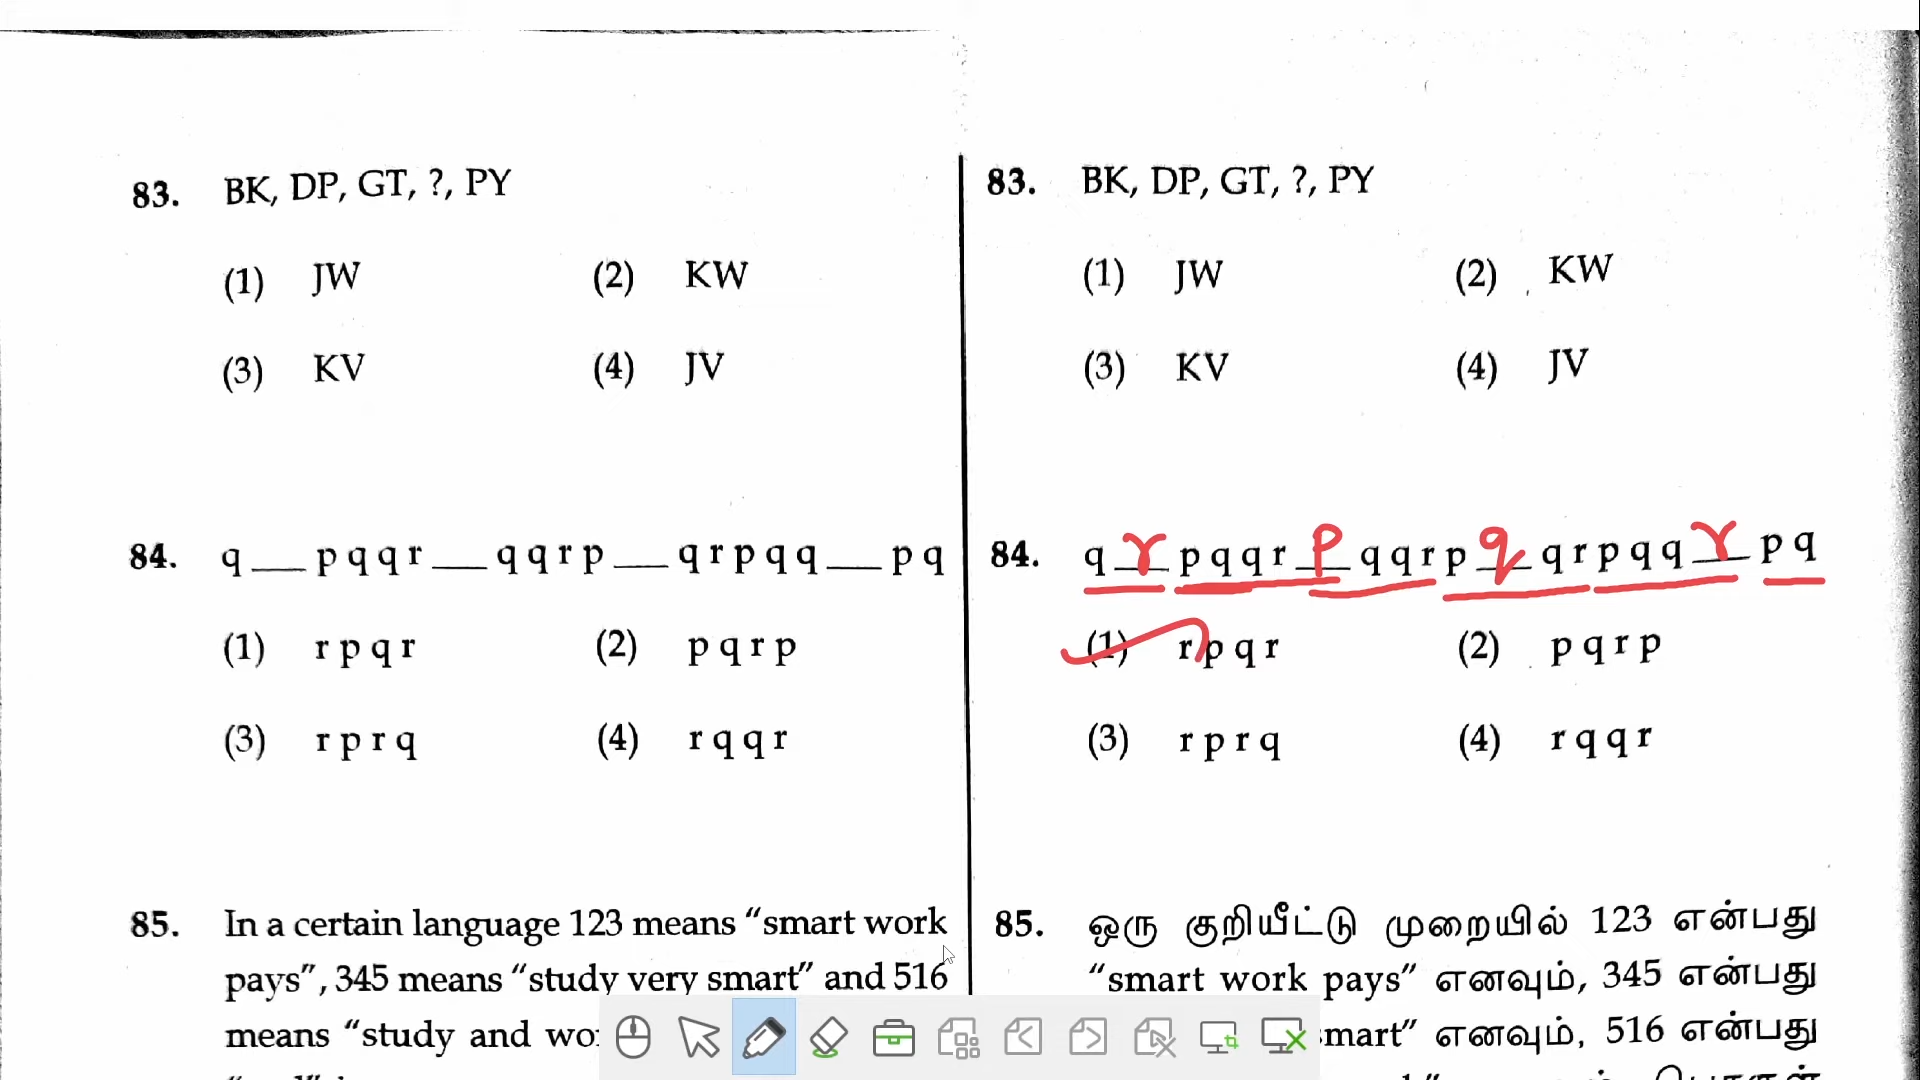 83. BK, DP, GT, ?, PY
(1) JW (2) KW
(3) KV (4) JV
84. q __ p q q r __ q q r p __ q r p q q __ p q
(1) r p q r (2) p q r p
(3) r p r q (4) r q q r
85. In a certain language 123 means “smart work
pays”, 345 means “study very smart” and 516
means “study and wo
83. BK, DP, GT, ?, PY
(1) JW (2) KW
(3) KV (4) JV
84. q r p q q r p q q r p q q r p q q r p q
(1) r p q r (2) p q r p
(3) r p r q (4) r q q r
85. ஒரு குறியீட்டு முறையில் 123 என்பது
“smart work pays” எனவும், 345 என்பது
smart” எனவும், 516 என்பது